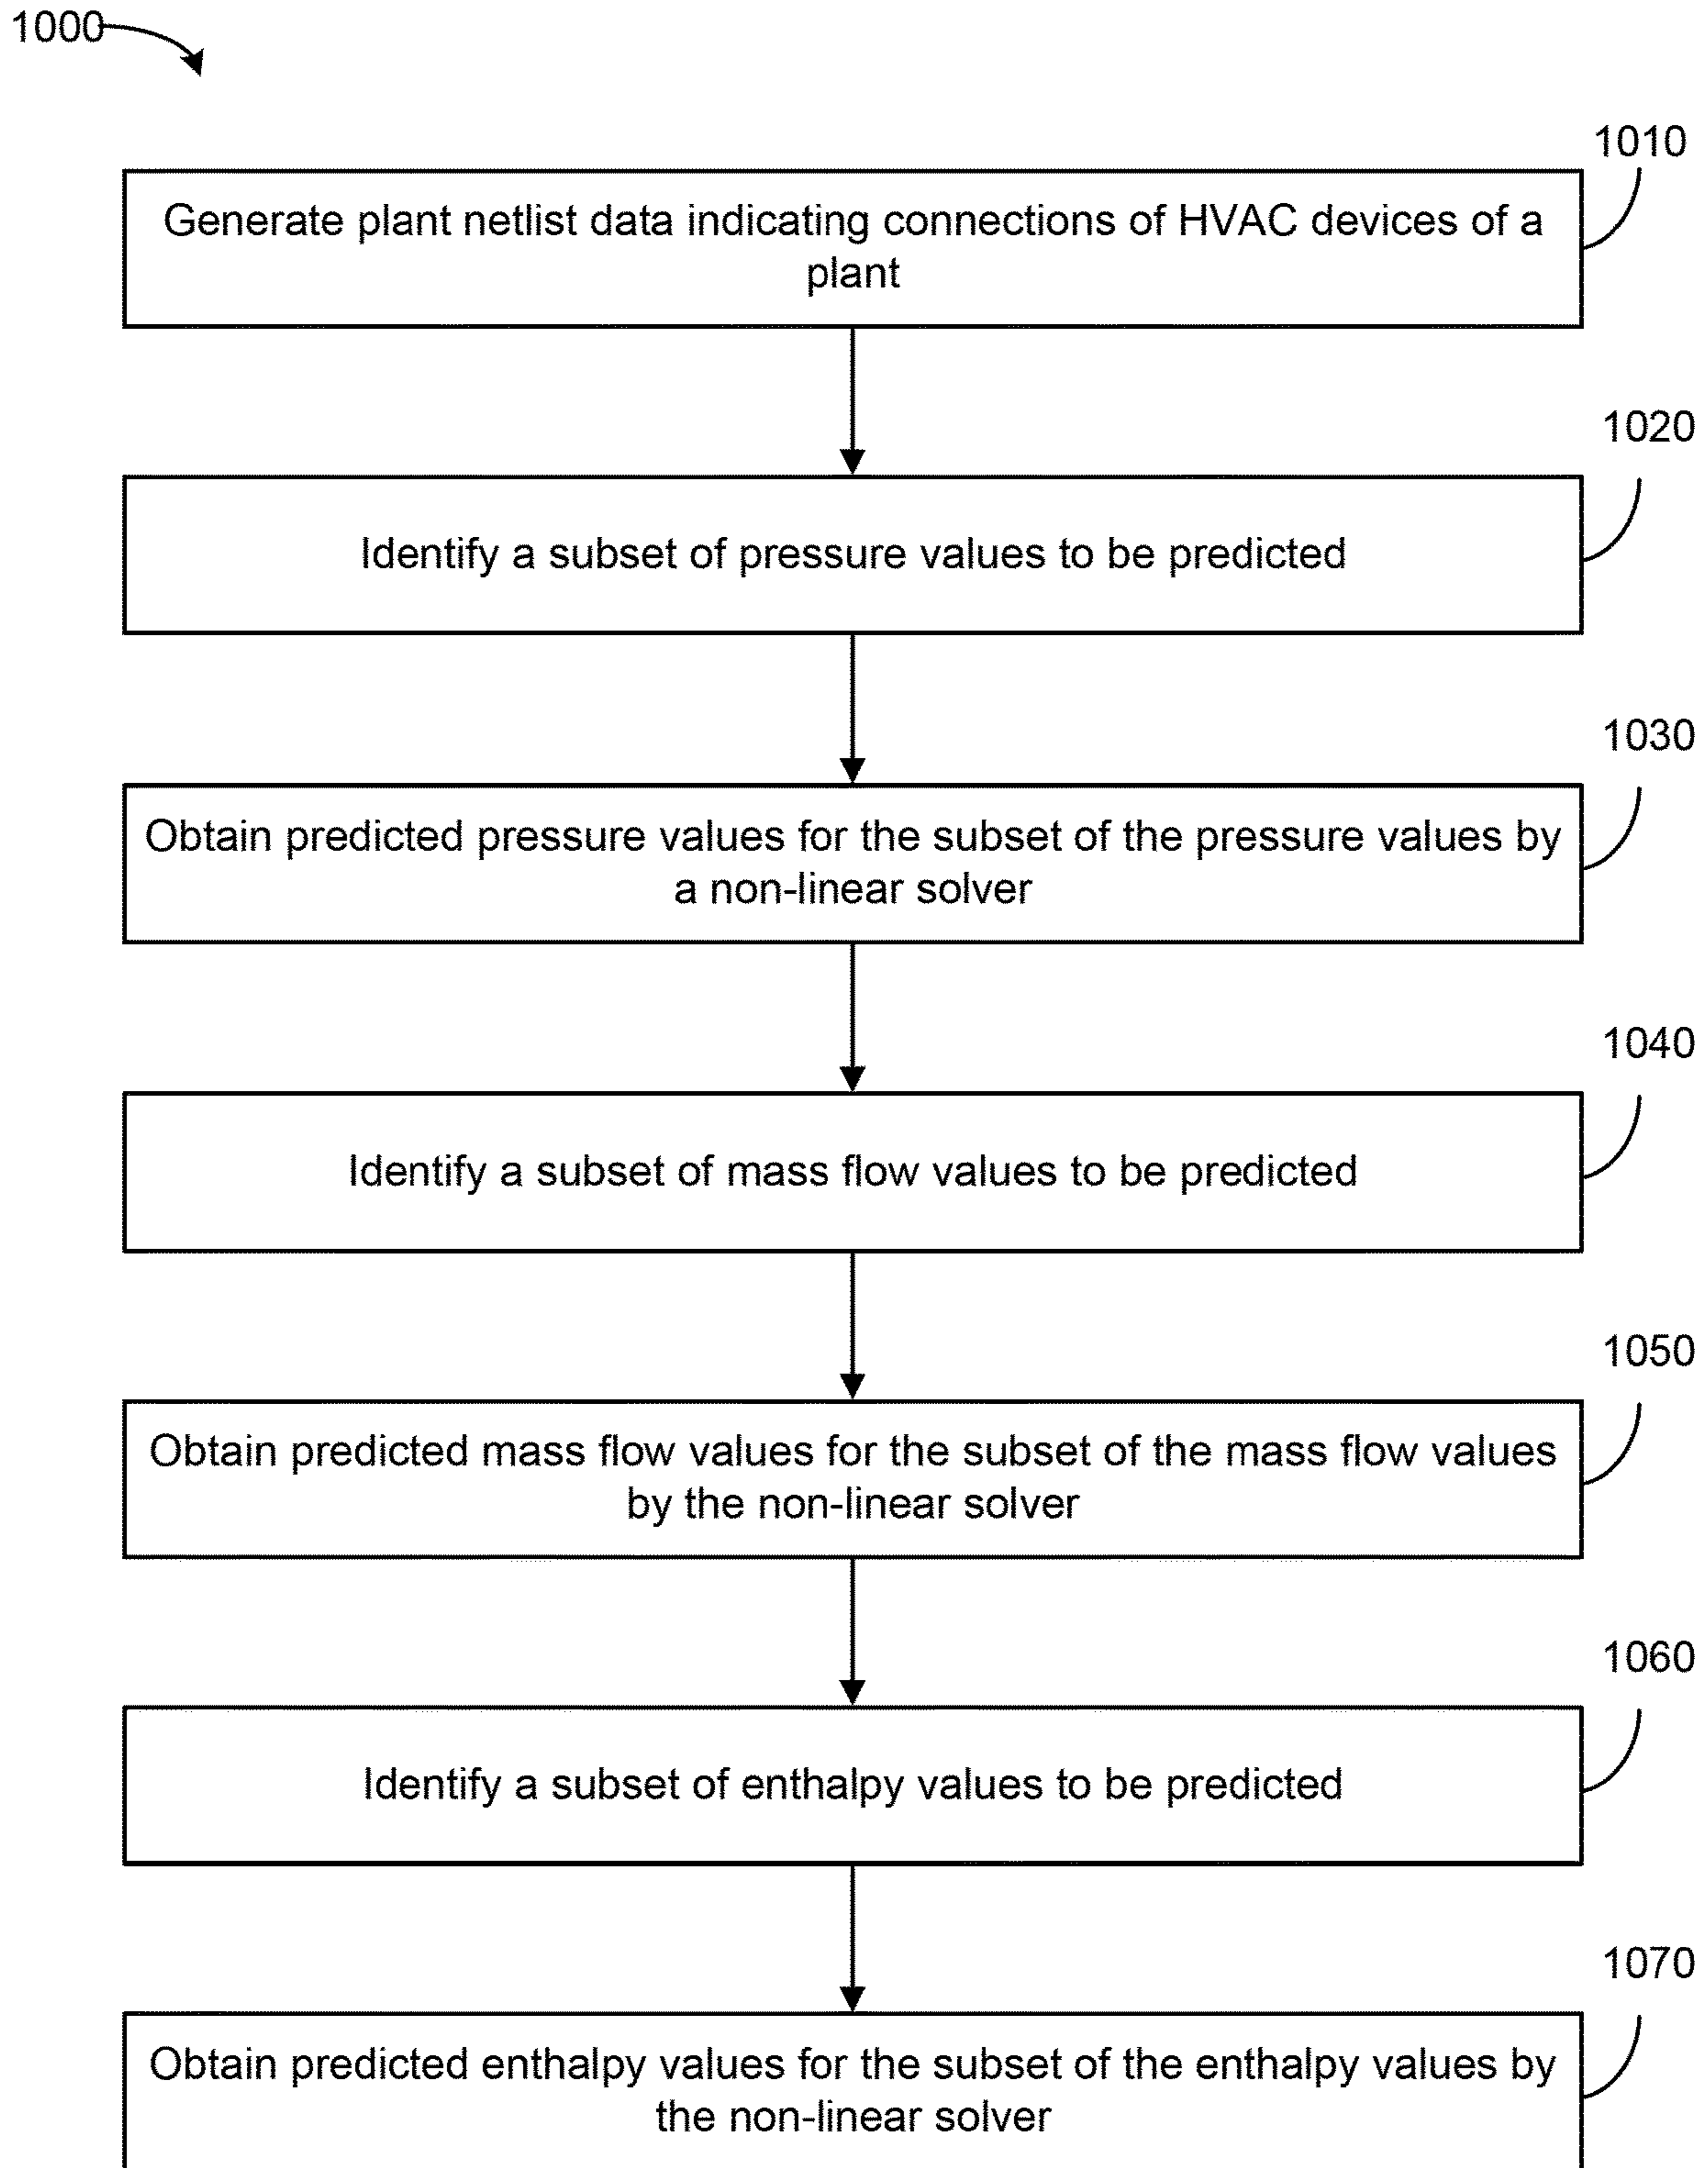 1000
1010
Generate plant netlist data indicating connections of HVAC devices of a
plant
1020
Identify a subset of pressure values to be predicted
1030
Obtain predicted pressure values for the subset of the pressure values by
a non-linear solver
1040
Identify a subset of mass flow values to be predicted
1050
Obtain predicted mass flow values for the subset of the mass flow values
by the non-linear solver
1060
Identify a subset of enthalpy values to be predicted
1070
Obtain predicted enthalpy values for the subset of the enthalpy values by
the non-linear solver